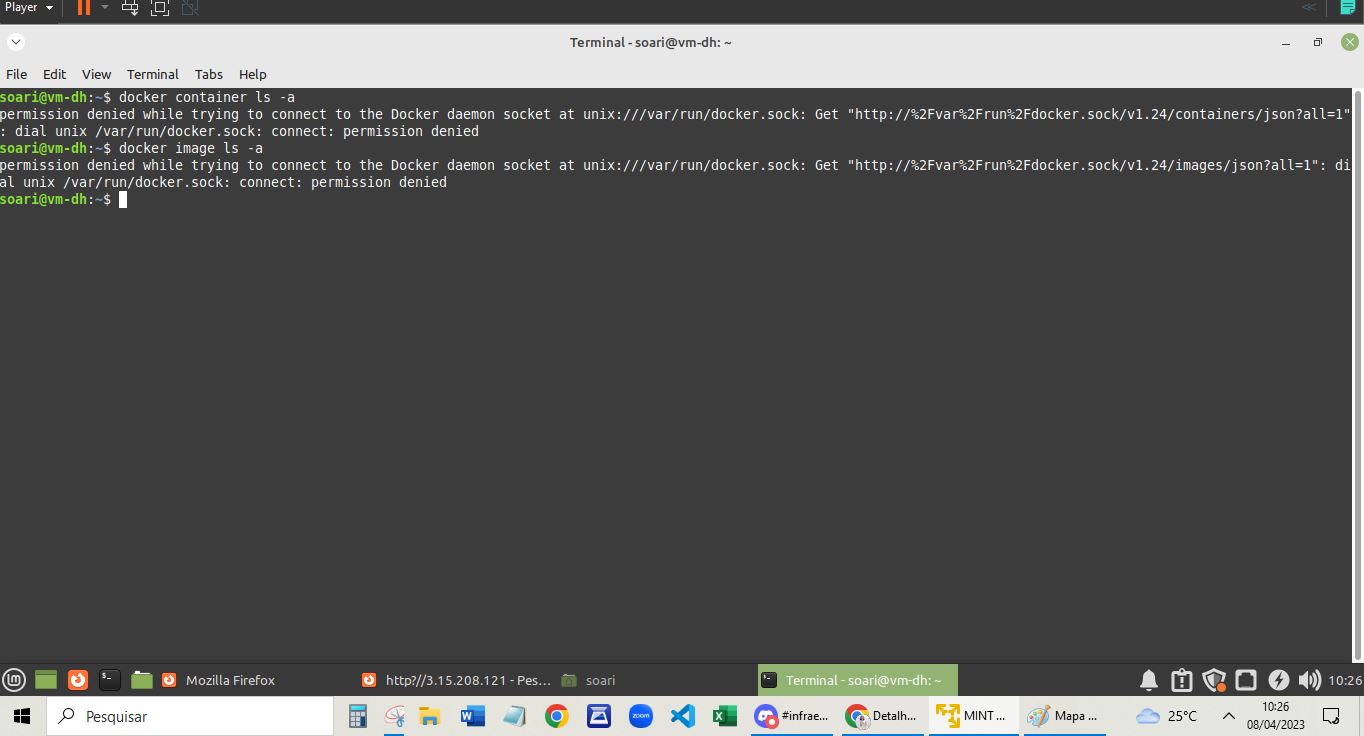 Player
Terminal - soari@vm-dh: ~
File Edit View Terminal Tabs Help
soari@vm-dh:~$ docker container ls -a
permission denied while trying to connect to the Docker daemon socket at unix:///var/run/docker.sock: Get "http://%2Fvar%2Frun%2Fdocker.sock/v1.24/containers/json?all=1"
: dial unix /var/run/docker.sock: connect: permission denied
soari@vm-dh:~$ docker image ls -a
permission denied while trying to connect to the Docker daemon socket at unix:///var/run/docker.sock: Get "http://%2Fvar%2Frun%2Fdocker.sock/v1.24/images/json?all=1": di
al unix /var/run/docker.sock: connect: permission denied
soari@vm-dh:~$
Mozilla Firefox http://3.15.208.121 - Pes... soari Terminal - soari@vm-dh: ~ 10:26
Pesquisar zoom #infrae... Detalh... MINT ... Mapa ... 25°C 10:26
08/04/2023